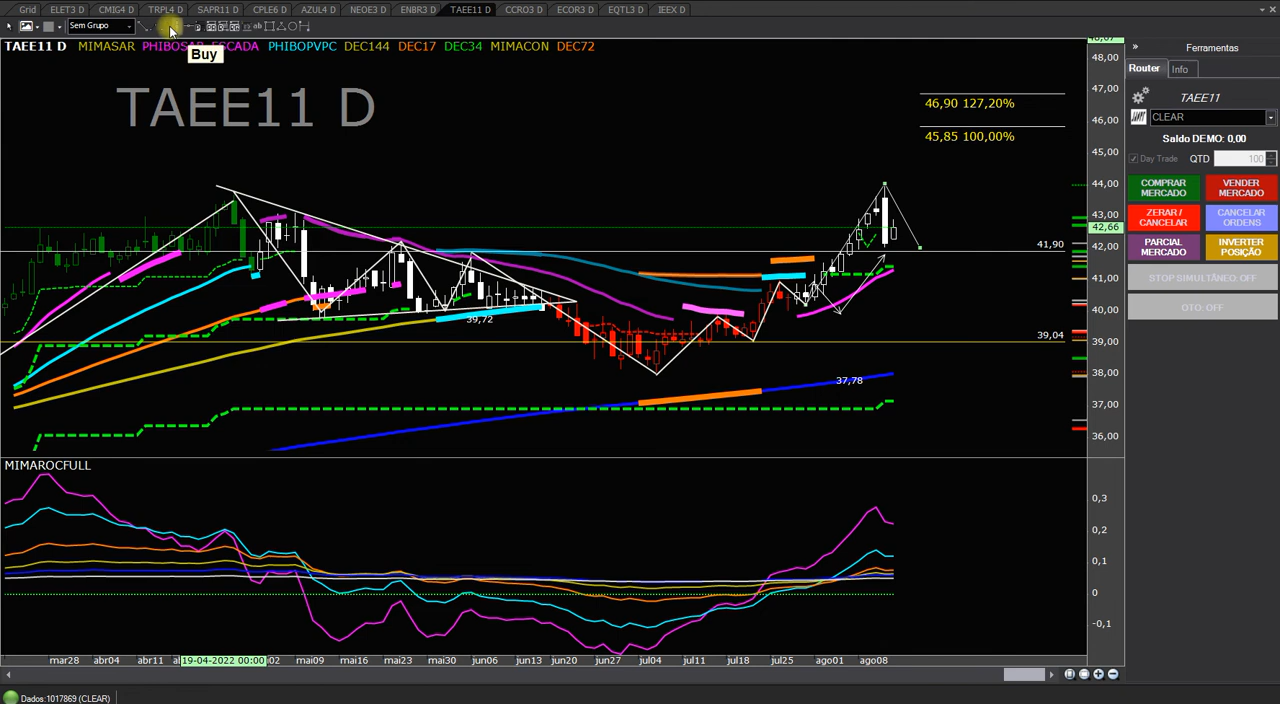 Grid ELET3 D CMIG4 D TRPL4 D SAPR11 D CPLE6 D AZUL4 D NEOE3 D ENBR3 D TAEE11 D CCRO3 D ECOR3 D EQTL3 D IEEX D
Sem Grupo
Buy
TAEE11 D MIMASAR PHIBOSAR ESCADA PHIBOPVPC DEC144 DEC17 DEC34 MIMACON DEC72
TAEE11 D
46,90 127,20%
45,85 100,00%
41,90
39,72
39,04
37,78
48,00
47,00
46,00
45,00
44,00
43,00
42,66
42,00
41,00
40,00
39,00
38,00
37,00
36,00
MIMAROCFULL
0,3
0,2
0,1
0
-0,1
mar28 abr04 abr11 19-04-2022 00:00 02 mai09 mai16 mai23 mai30 jun06 jun13 jun20 jun27 jul04 jul11 jul18 jul25 ago01 ago08
Dados:1017869 (CLEAR)
Ferramentas
Router Info
TAEE11
CLEAR
Saldo DEMO: 0,00
Day Trade QTD 100
COMPRAR MERCADO
VENDER MERCADO
ZERAR / CLEAR
CANCELAR ORDENS
PARCIAL MERCADO
INVERTER POSIÇÃO
STOP SIMULTÂNEO OFF
OTO: OFF